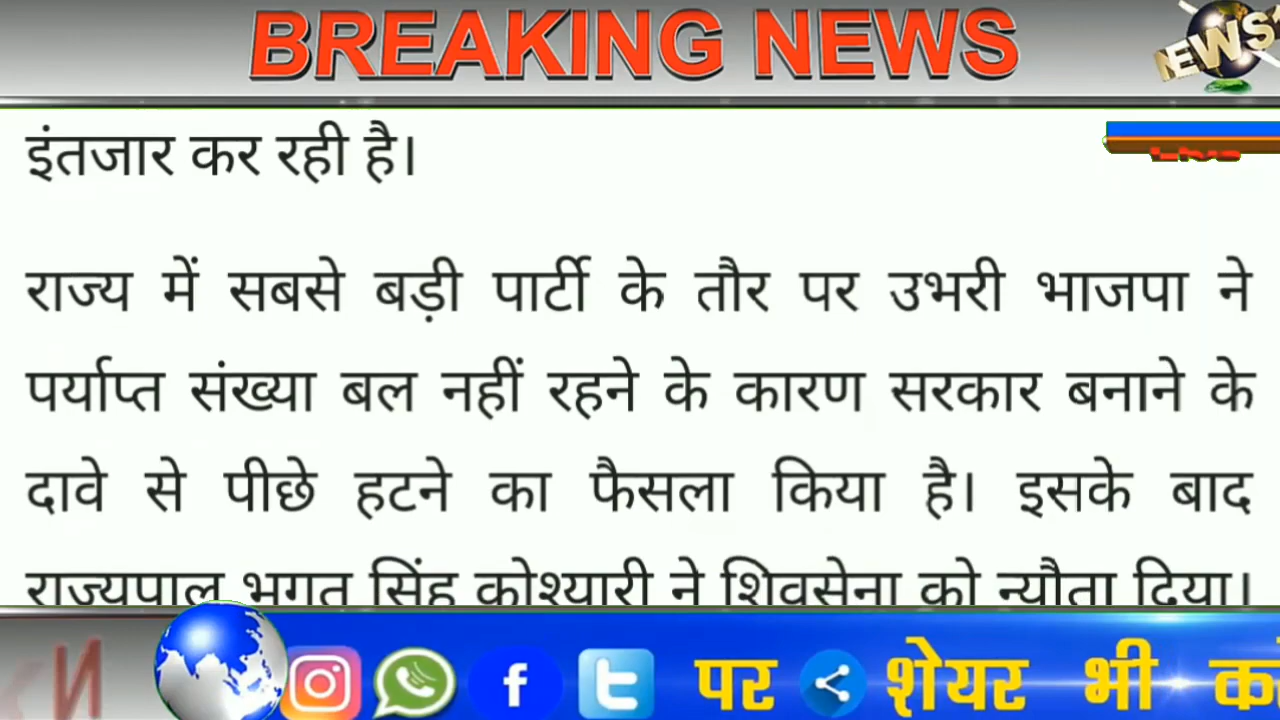 BREAKING NEWS
NEWS
इंतजार कर रही है।
राज्य में सबसे बड़ी पार्टी के तौर पर उभरी भाजपा ने
पर्याप्त संख्या बल नहीं रहने के कारण सरकार बनाने के
दावे से पीछे हटने का फैसला किया है। इसके बाद
राज्यपाल भगत सिंह कोश्यारी ने शिवसेना को न्यौता दिया।
पर शेयर भी